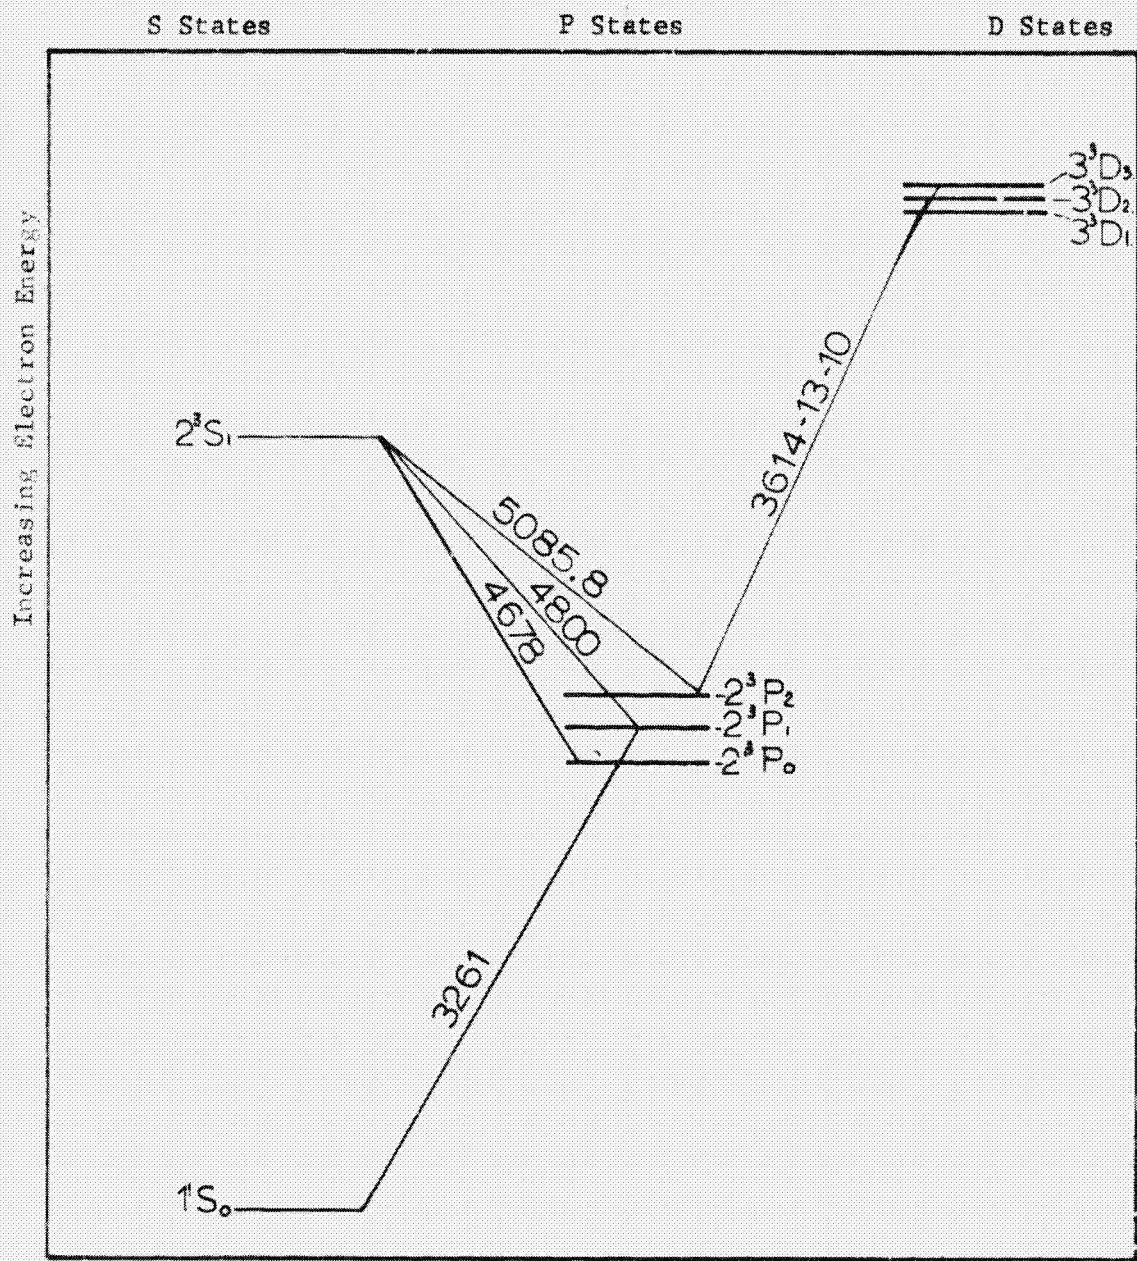 S States P States D States
Increasing Electron Energy
3³D₃
3³D₂
3³D₁
3614-13-10
2³S₁
5085.8
4800
4678
-2³P₂
-2³P₁
-2³P₀
3261
1¹S₀